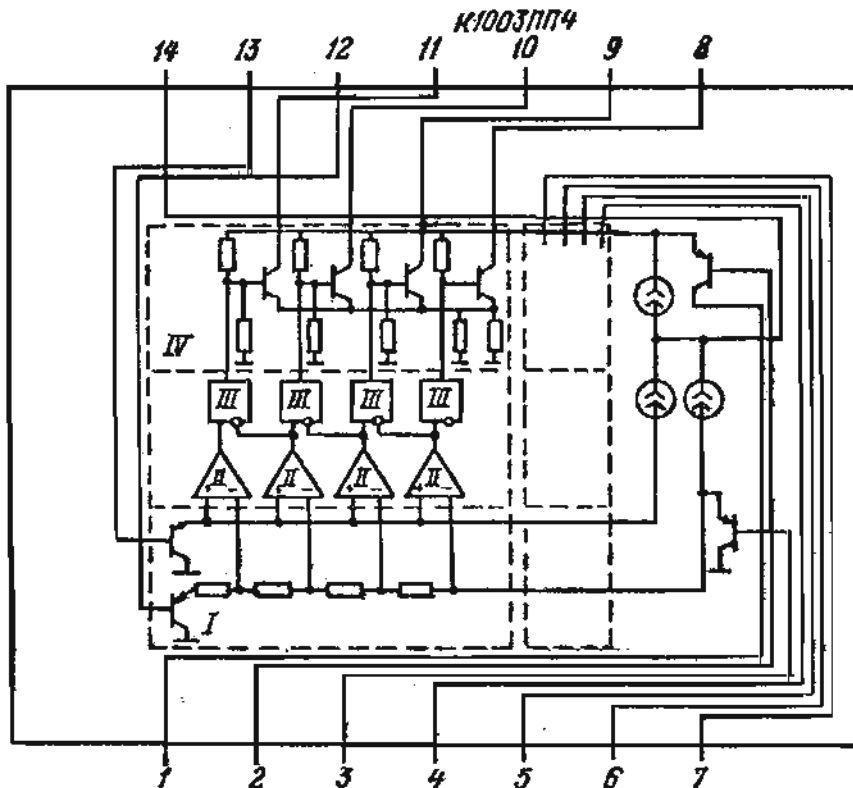 К1003ПП4
14 13 12 11 10 9 8
IV
III III III III
II II II II
+ - + - + - + -
I
1 2 3 4 5 6 7